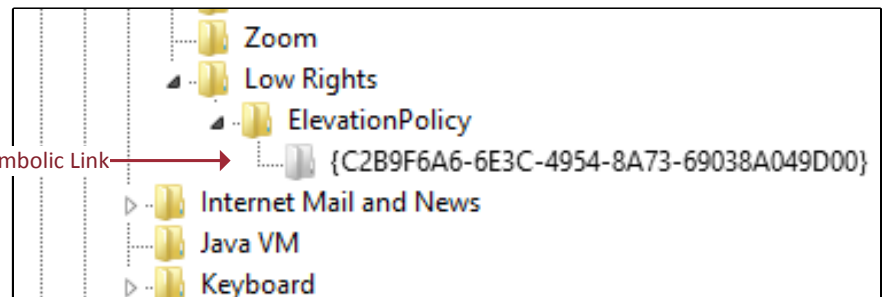 Zoom
Low Rights
ElevationPolicy
mbolic Link
{C2B9F6A6-6E3C-4954-8A73-69038A049D00}
Internet Mail and News
Java VM
Keyboard